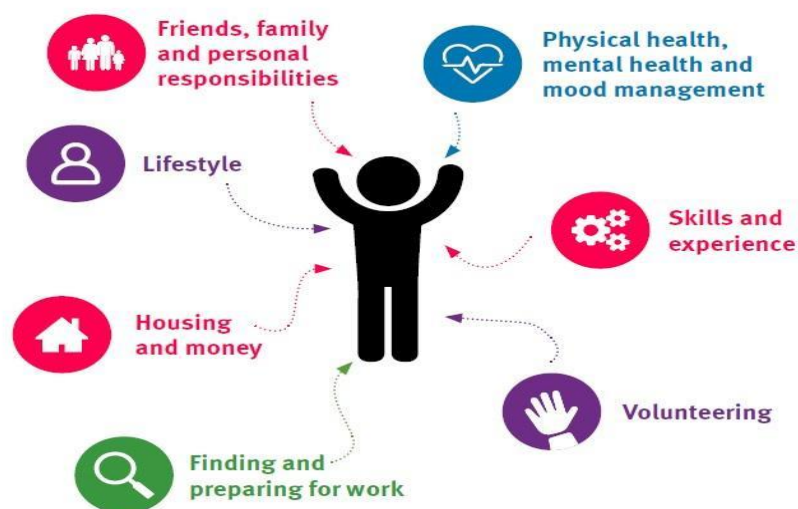 Friends, family
and personal
responsibilities
Physical health,
mental health and
mood management
Lifestyle
Skills and
experience
Housing
and money
Volunteering
Finding and
preparing for work